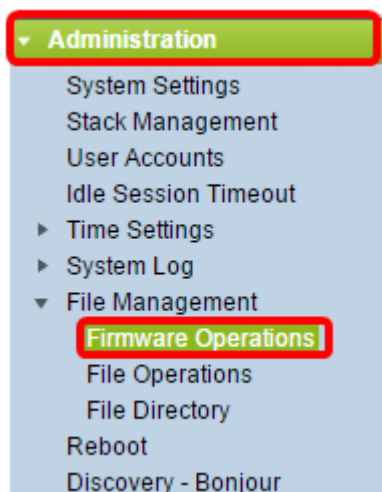 Administration
System Settings
Stack Management
User Accounts
Idle Session Timeout
Time Settings
System Log
File Management
Firmware Operations
File Operations
File Directory
Reboot
Discovery - Bonjour